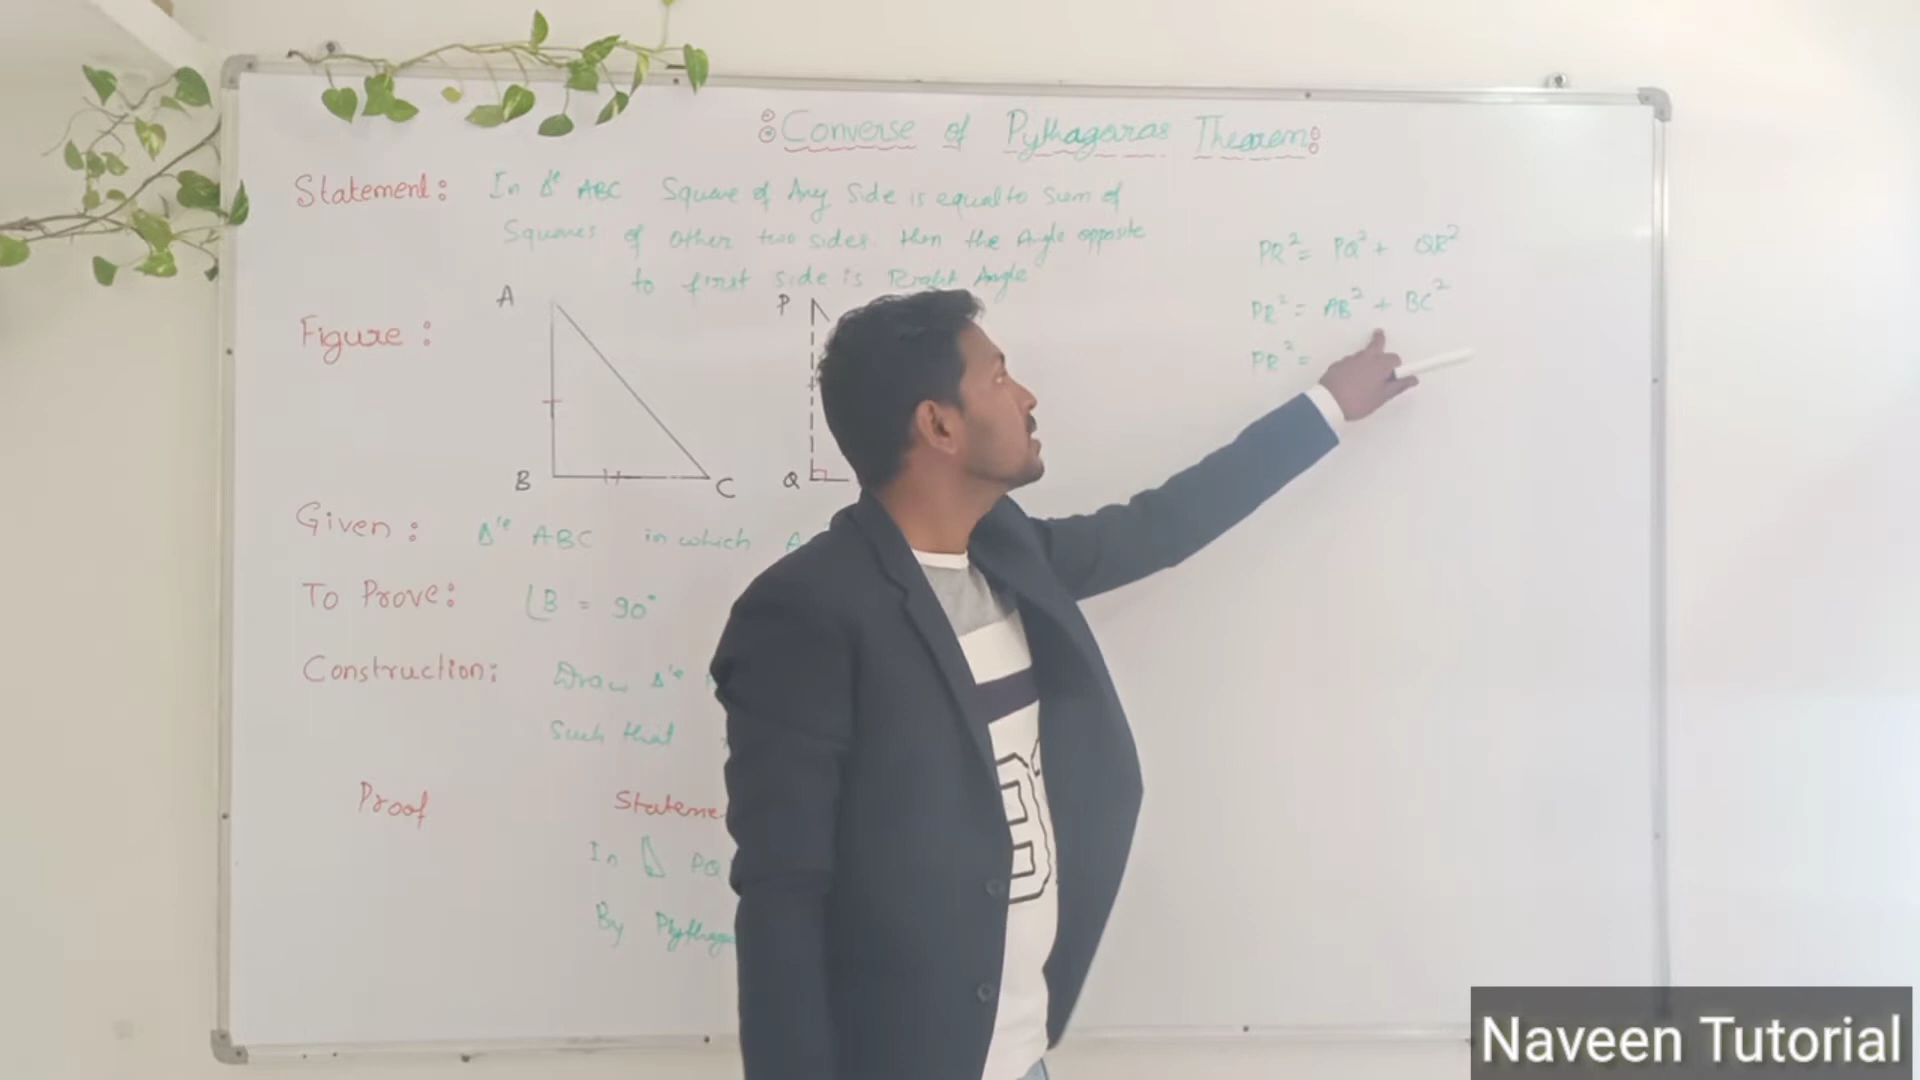 Converse of Pythagoras Theorem:
Statement: In Δ'e ABC Square of Any Side is equal to Sum of
Squares of Other two sides then the Angle opposite
to first side is Right Angle
PR² = PQ² + QR²
PR² = AB² + BC²
PR² =
Figure:
A
B
C
P
Q
Given: Δ'e ABC in which A
To Prove: ∠B = 90°
Construction: Draw Δ'e
Such that
Proof
Stateme
In PQ
By Pythag
Naveen Tutorial